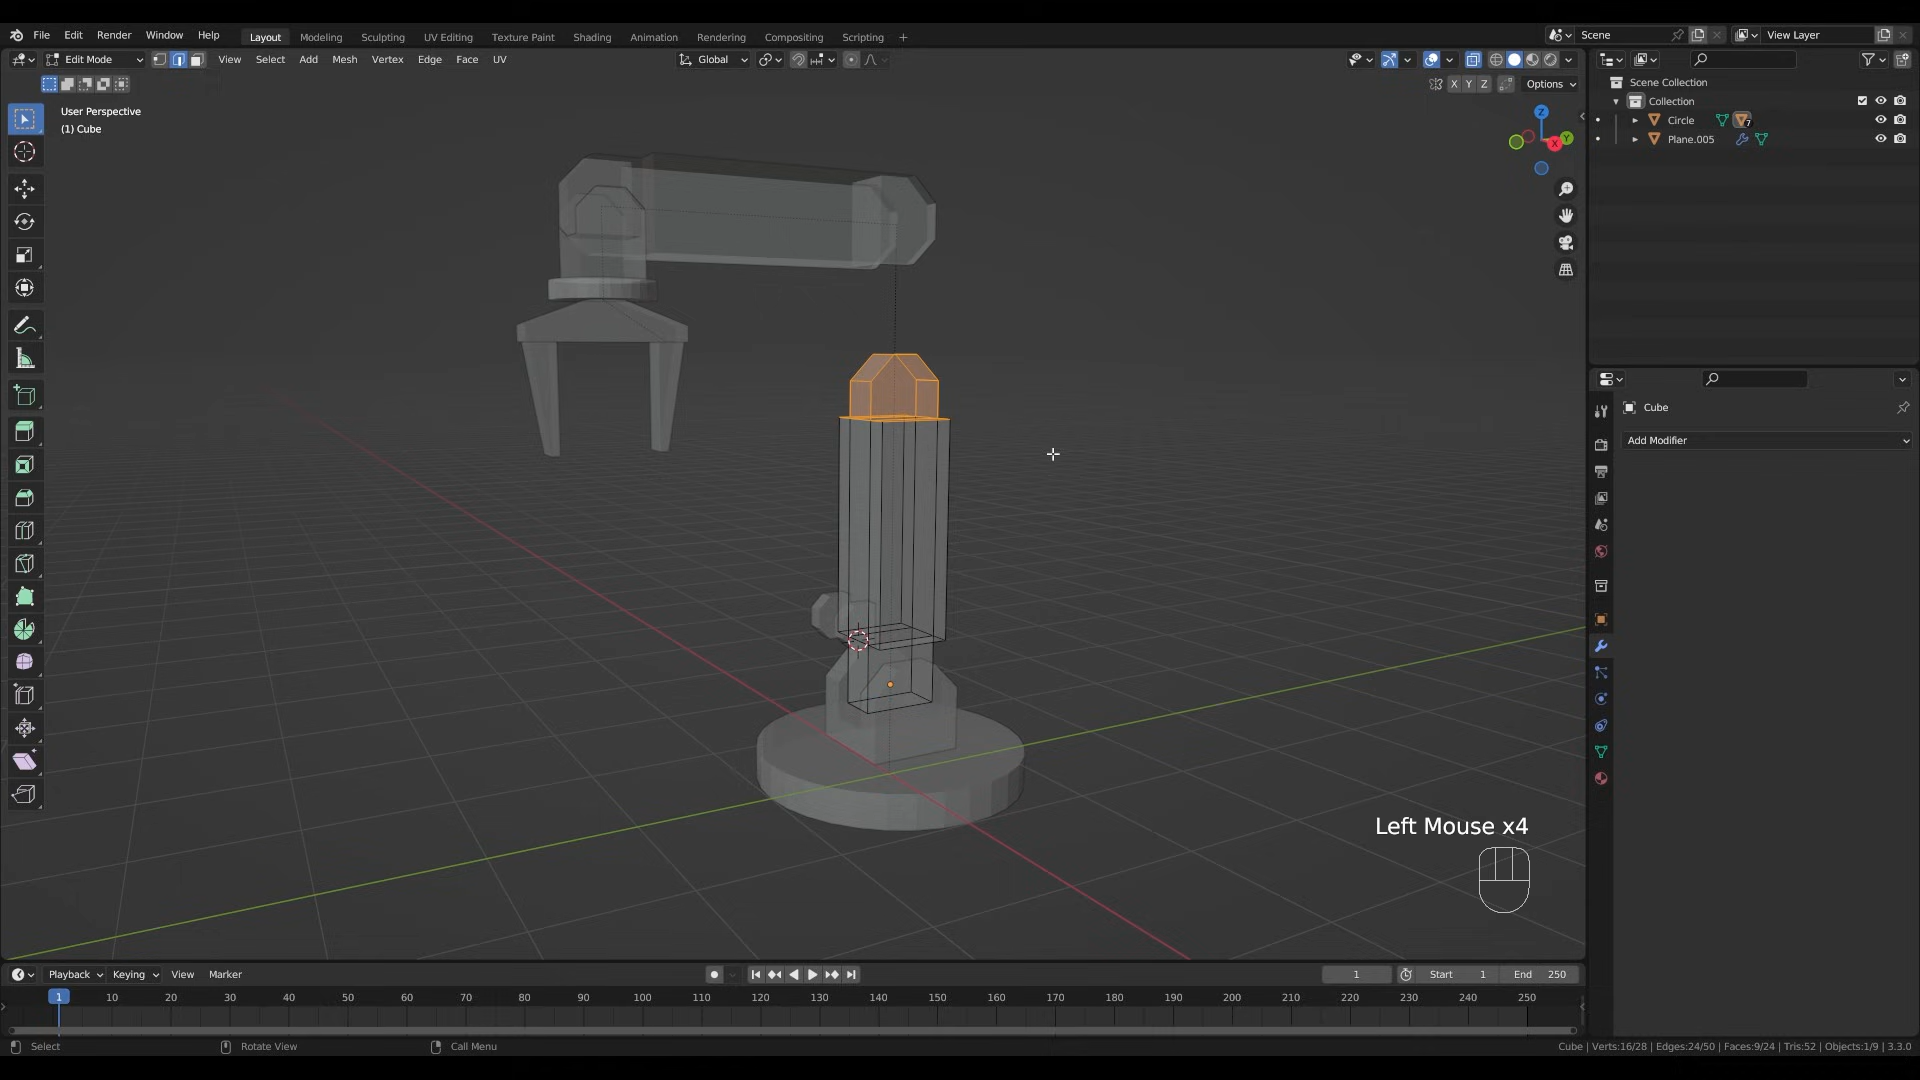 File Edit Render Window Help Layout Modeling Sculpting UV Editing Texture Paint Shading Animation Rendering Compositing Scripting + Scene View Layer
Edit Mode View Select Add Mesh Vertex Edge Face UV Global
X Y Z Options
User Perspective
(1) Cube
Z
Y
X
Scene Collection
Collection
Circle 7
Plane.005
Cube
Add Modifier
Left Mouse x4
Playback Keying View Marker 1 Start 1 End 250
1 10 20 30 40 50 60 70 80 90 100 110 120 130 140 150 160 170 180 190 200 210 220 230 240 250
Select Rotate View Call Menu Cube | Verts:16/28 | Edges:24/50 | Faces:9/24 | Tris:52 | Objects:1/9 | 3.3.0